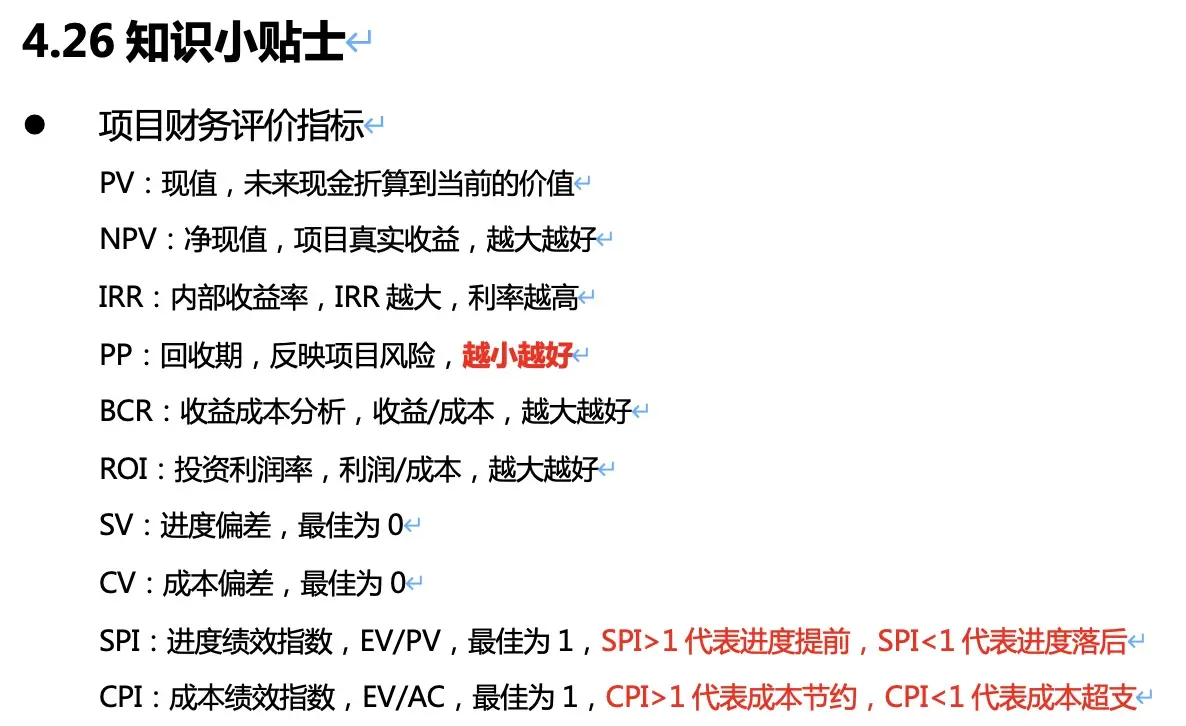 4.26 知识小贴士↵
● 项目财务评价指标↵
PV：现值，未来现金折算到当前的价值↵
NPV：净现值，项目真实收益，越大越好↵
IRR：内部收益率，IRR 越大，利率越高↵
PP：回收期，反映项目风险，越小越好↵
BCR：收益成本分析，收益/成本，越大越好↵
ROI：投资利润率，利润/成本，越大越好↵
SV：进度偏差，最佳为 0↵
CV：成本偏差，最佳为 0↵
SPI：进度绩效指数，EV/PV，最佳为 1，SPI>1 代表进度提前，SPI<1 代表进度落后↵
CPI：成本绩效指数，EV/AC，最佳为 1，CPI>1 代表成本节约，CPI<1 代表成本超支↵